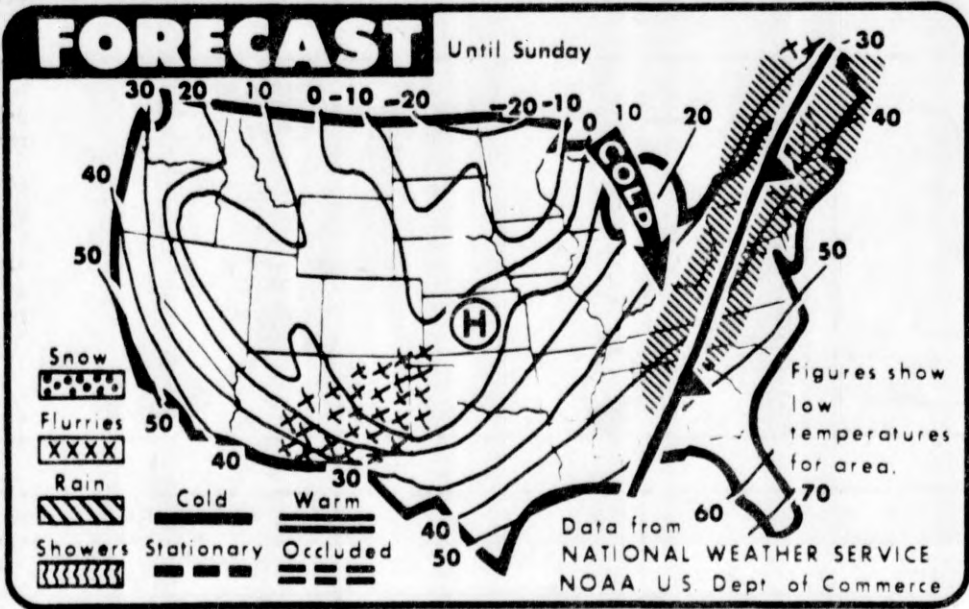 FORECAST
Until Sunday
30 20 10 0 -10 -20 -20 -10 0 10 20 -30
40
40
50
50
COLD
H
Snow
Flurries
Rain
Showers
Cold
Warm
Stationary
Occluded
50
40
30
40
50
60
70
Figures show
low
temperatures
for area.
Data from
NATIONAL WEATHER SERVICE
NOAA U.S. Dept of Commerce